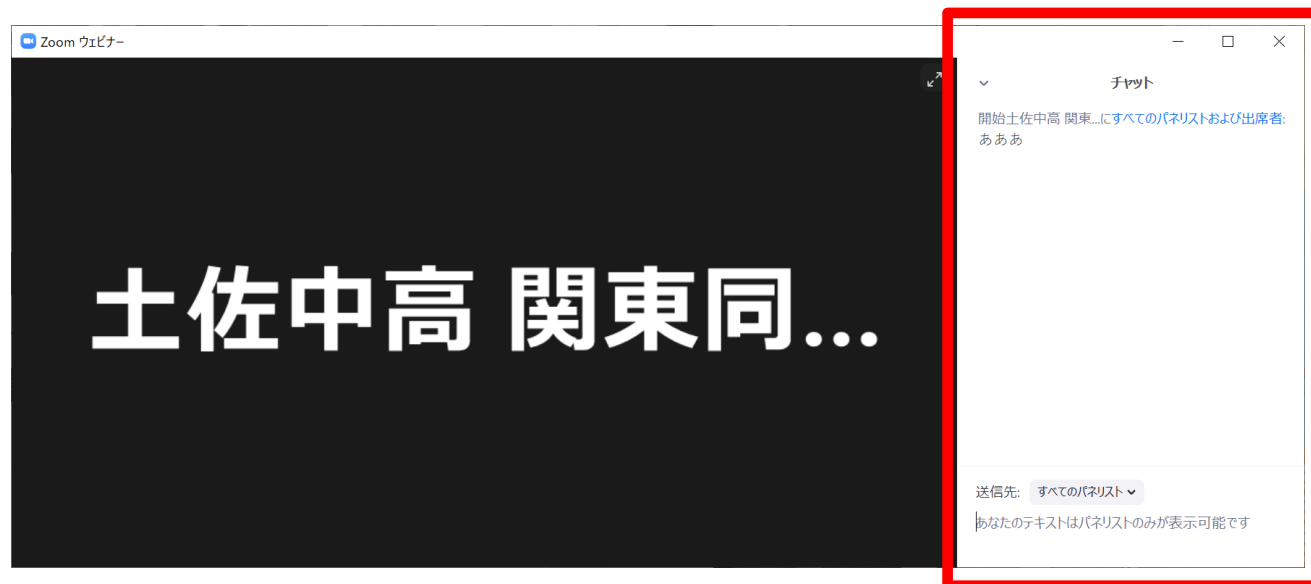 Zoom ウェビナー
土佐中高 関東同...
チャット
開始土佐中高 関東...にすべてのパネリストおよび出席者:
あああ
送信先: すべてのパネリスト
あなたのテキストはパネリストのみが表示可能です